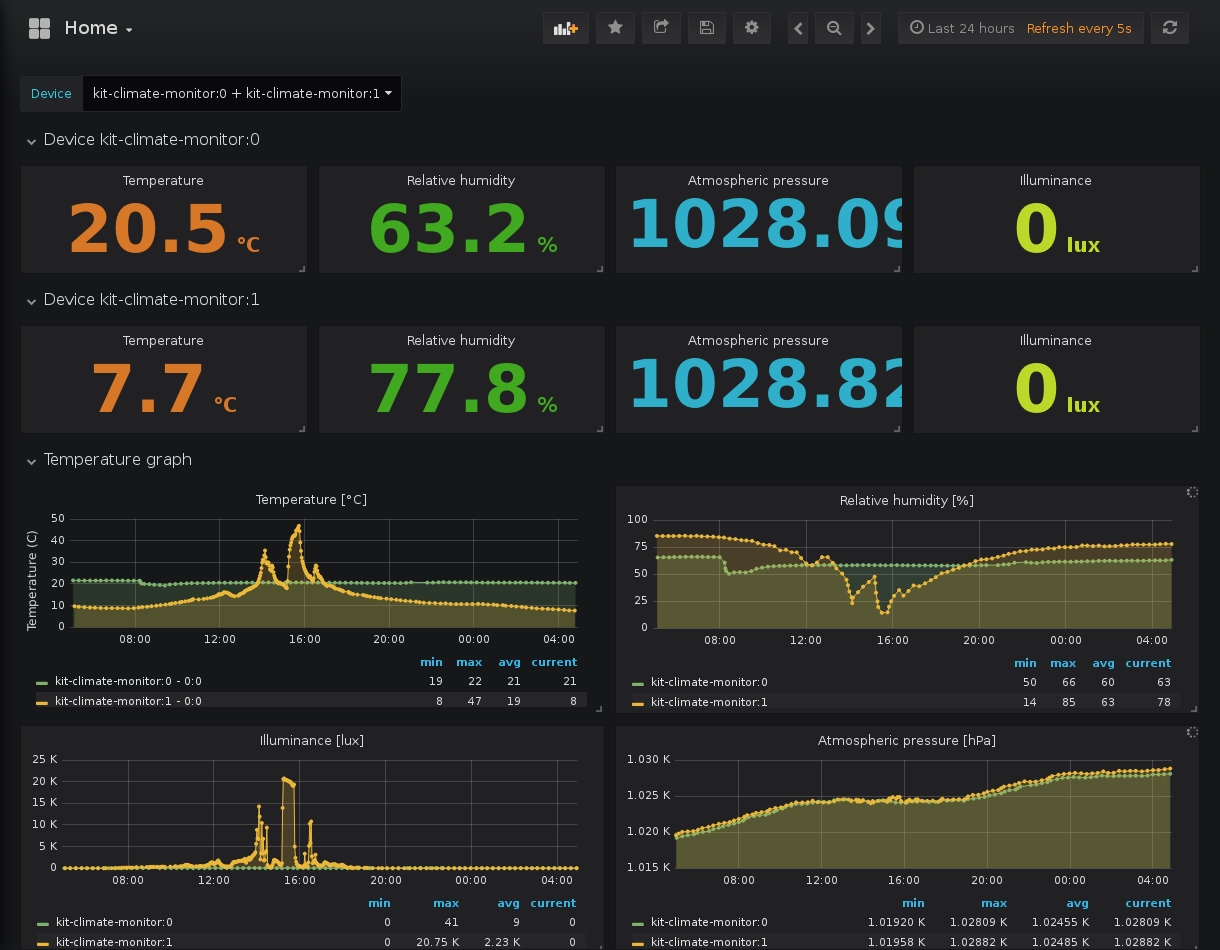 Home
Last 24 hours Refresh every 5s
Device kit-climate-monitor:0 + kit-climate-monitor:1
Device kit-climate-monitor:0
Temperature Relative humidity Atmospheric pressure Illuminance
20.5 °C 63.2 % 1028.09 0 lux
Device kit-climate-monitor:1
Temperature Relative humidity Atmospheric pressure Illuminance
7.7 °C 77.8 % 1028.82 0 lux
Temperature graph
Temperature [°C]
Temperature (C)
50
40
30
20
10
0
08:00 12:00 16:00 20:00 00:00 04:00
min max avg current
kit-climate-monitor:0 - 0:0 19 22 21 21
kit-climate-monitor:1 - 0:0 8 47 19 8
Relative humidity [%]
100
75
50
25
0
08:00 12:00 16:00 20:00 00:00 04:00
min max avg current
kit-climate-monitor:0 50 66 60 63
kit-climate-monitor:1 14 85 63 78
Illuminance [lux]
25 K
20 K
15 K
10 K
5 K
0
08:00 12:00 16:00 20:00 00:00 04:00
min max avg current
kit-climate-monitor:0 0 41 9 0
kit-climate-monitor:1 0 20.75 K 2.23 K 0
Atmospheric pressure [hPa]
1.030 K
1.025 K
1.020 K
1.015 K
08:00 12:00 16:00 20:00 00:00 04:00
min max avg current
kit-climate-monitor:0 1.01920 K 1.02809 K 1.02455 K 1.02809 K
kit-climate-monitor:1 1.01958 K 1.02882 K 1.02485 K 1.02882 K